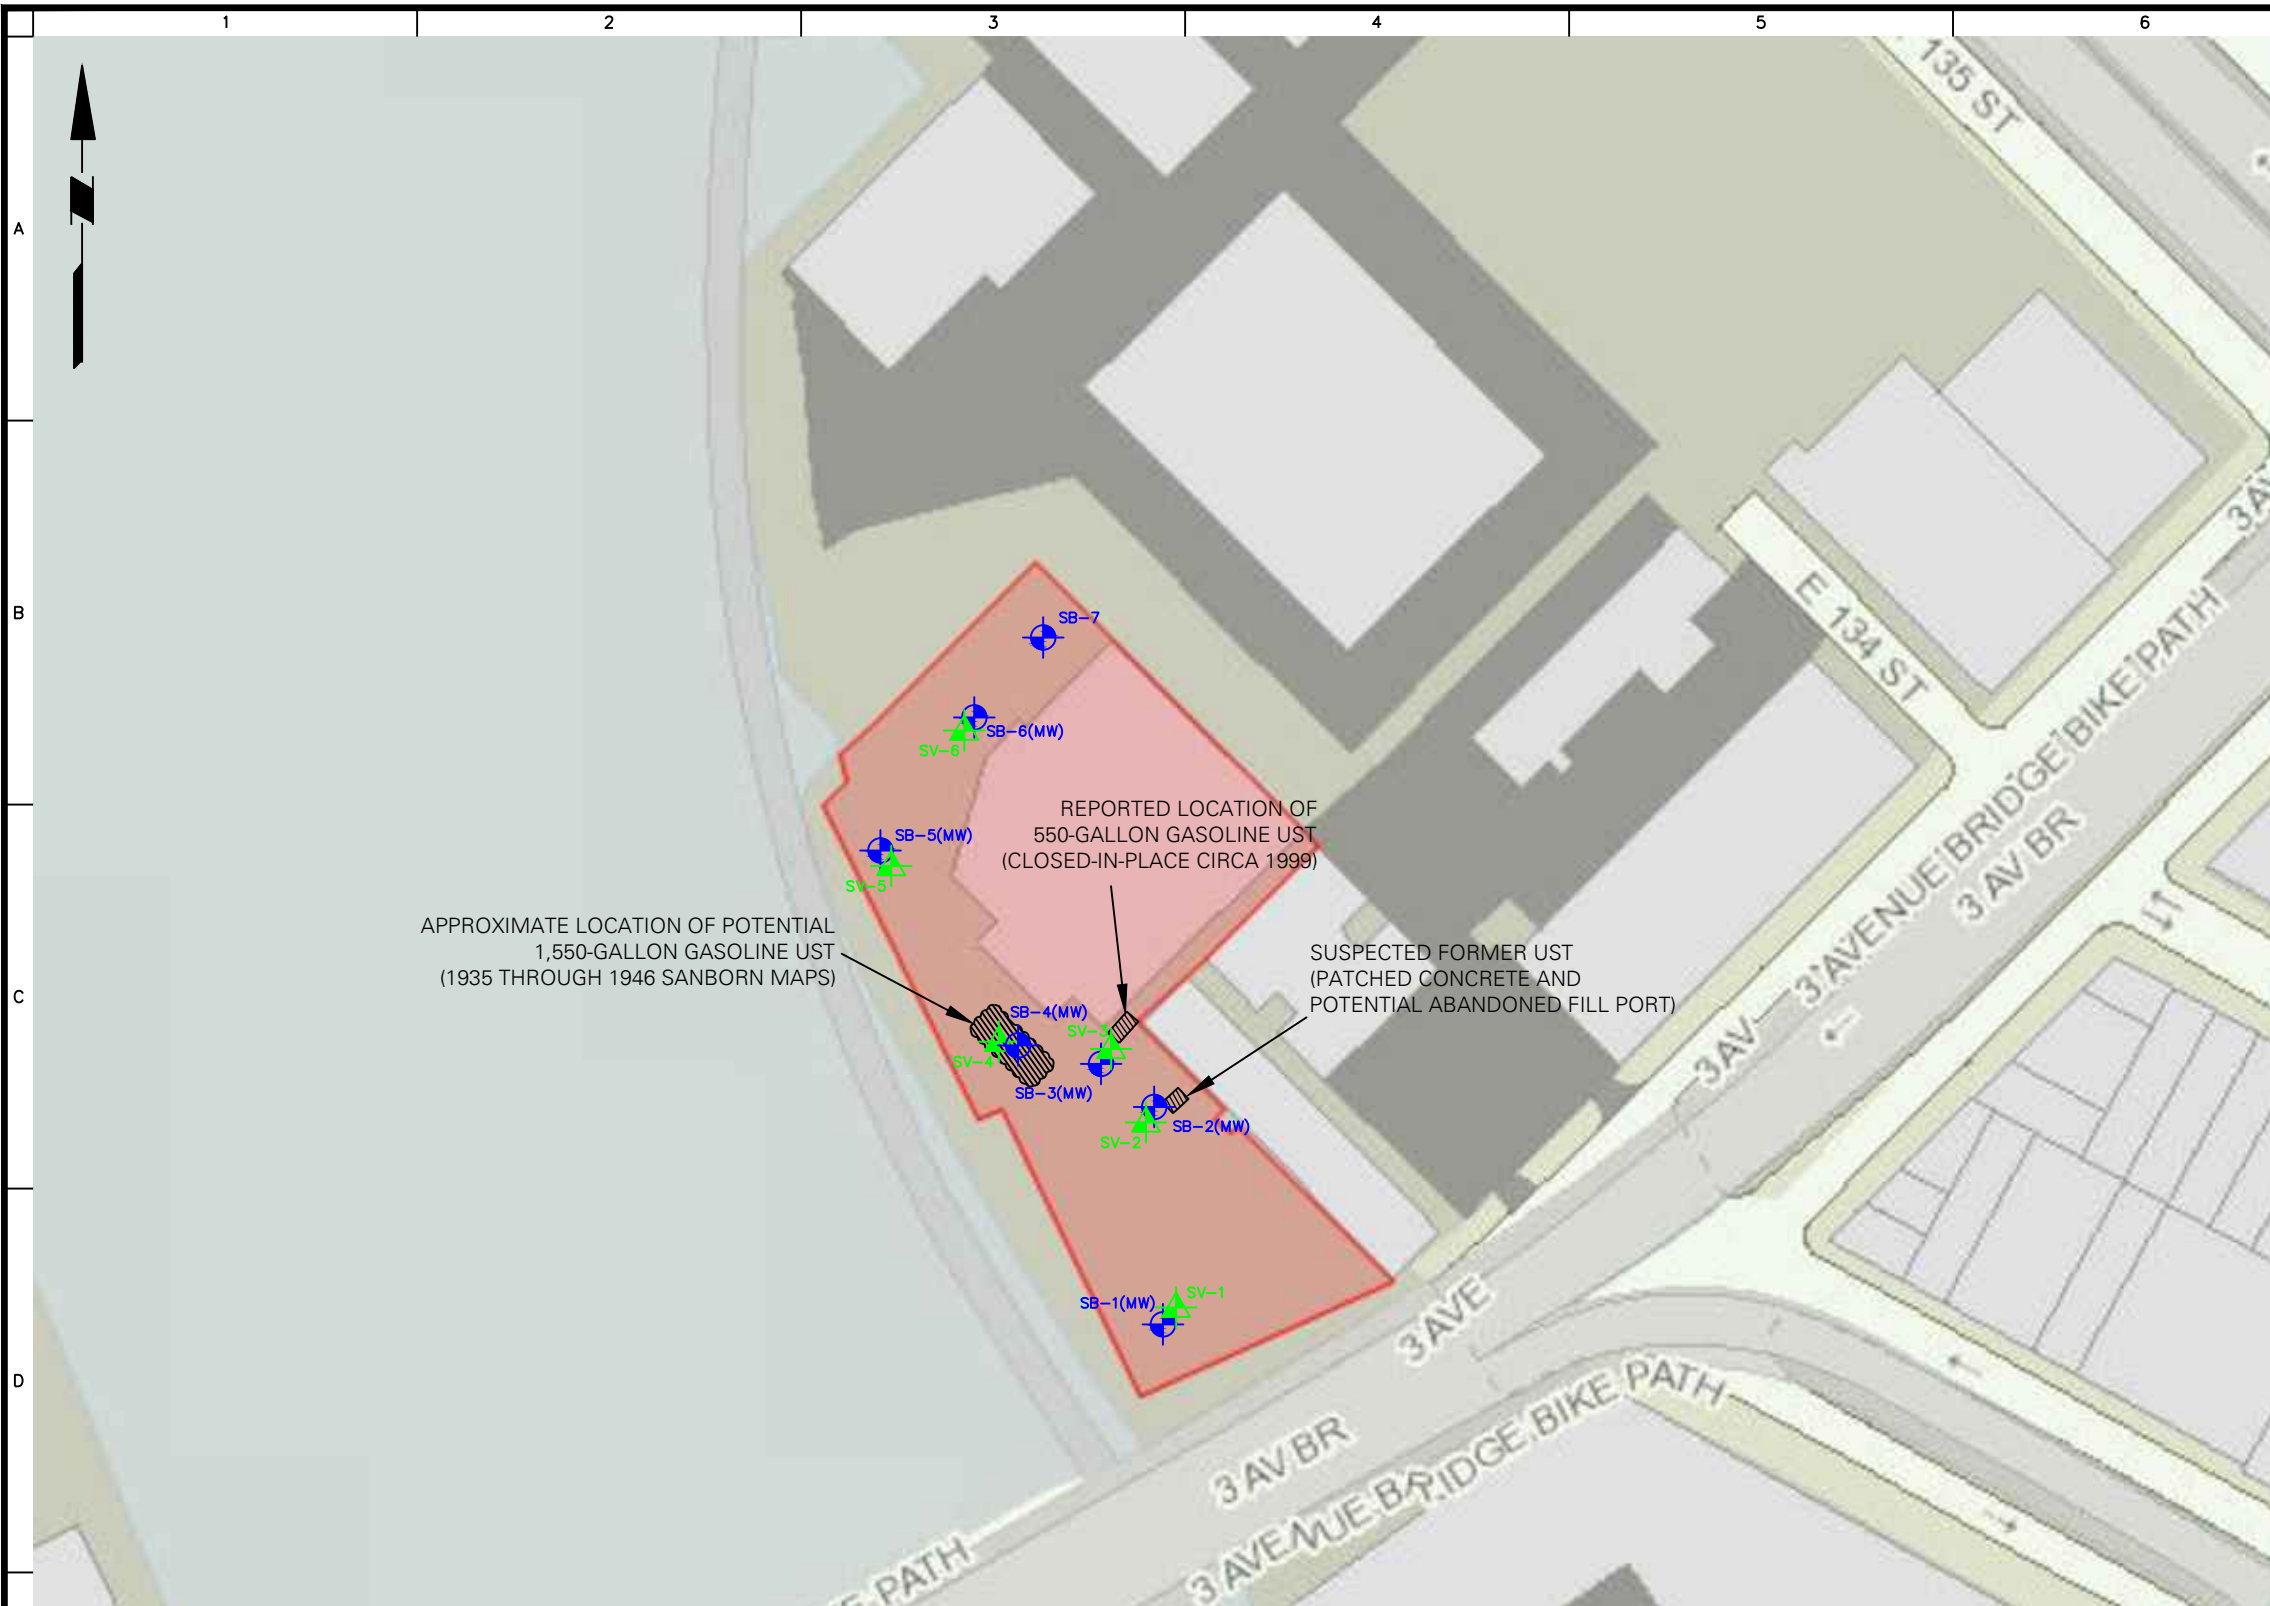 1 2 3 4 5 6
A
B
C
D
135 ST
E 134 ST
3 AVENUE BRIDGE BIKE PATH
3 AV BR
3 AV
SB-7
SB-6(MW)
SV-6
REPORTED LOCATION OF
550-GALLON GASOLINE UST
(CLOSED-IN-PLACE CIRCA 1999)
SB-5(MW)
SV-5
APPROXIMATE LOCATION OF POTENTIAL
1,550-GALLON GASOLINE UST
(1935 THROUGH 1946 SANBORN MAPS)
SUSPECTED FORMER UST
(PATCHED CONCRETE AND
POTENTIAL ABANDONED FILL PORT)
SB-4(MW)
SV-3
SV-4
SB-3(MW)
SB-2(MW)
SV-2
SV-1
SB-1(MW)
3 AVE
3 AV BR
3 AVENUE BRIDGE BIKE PATH
PATH